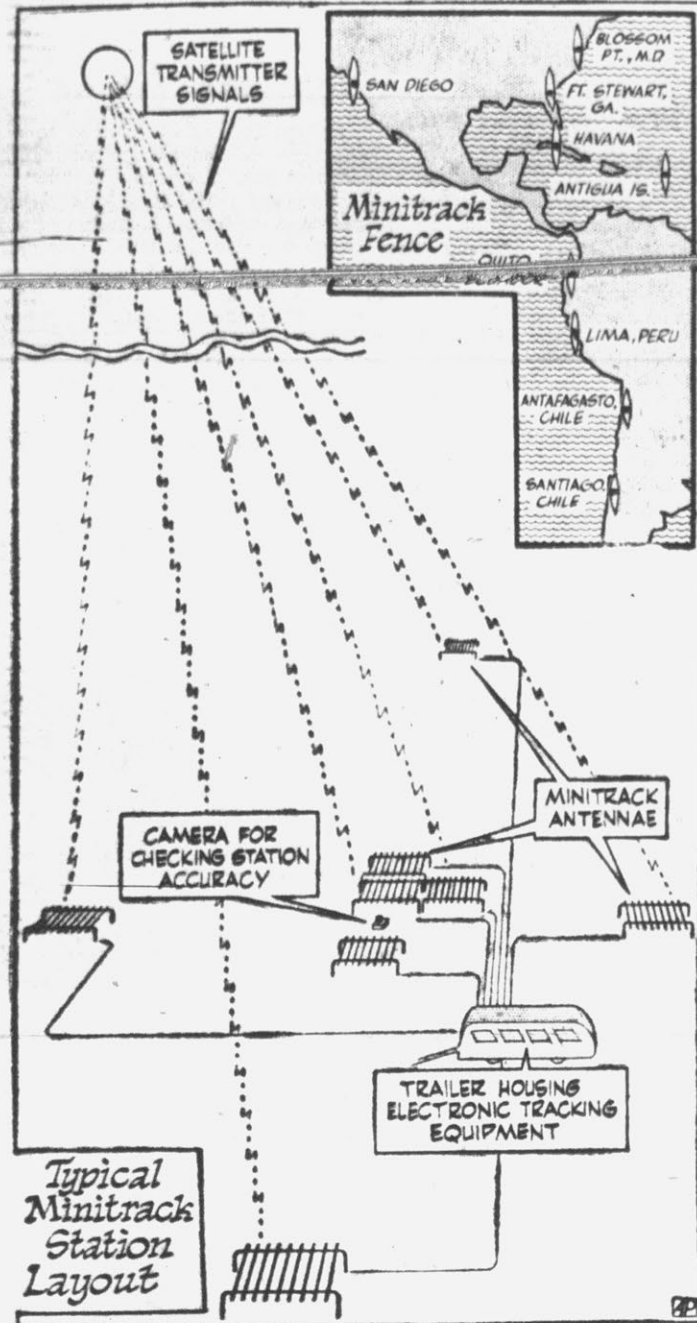 SATELLITE
TRANSMITTER
SIGNALS
BLOSSOM
PT., M.D
SAN DIEGO
FT. STEWART,
GA.
HAVANA
ANTIGUA IS.
Minitrack
Fence
QUITO
LIMA, PERU
ANTAFAGASTO,
CHILE
SANTIAGO,
CHILE
MINITRACK
ANTENNAE
CAMERA FOR
CHECKING STATION
ACCURACY
TRAILER HOUSING
ELECTRONIC TRACKING
EQUIPMENT
Typical
Minitrack
Station
Layout